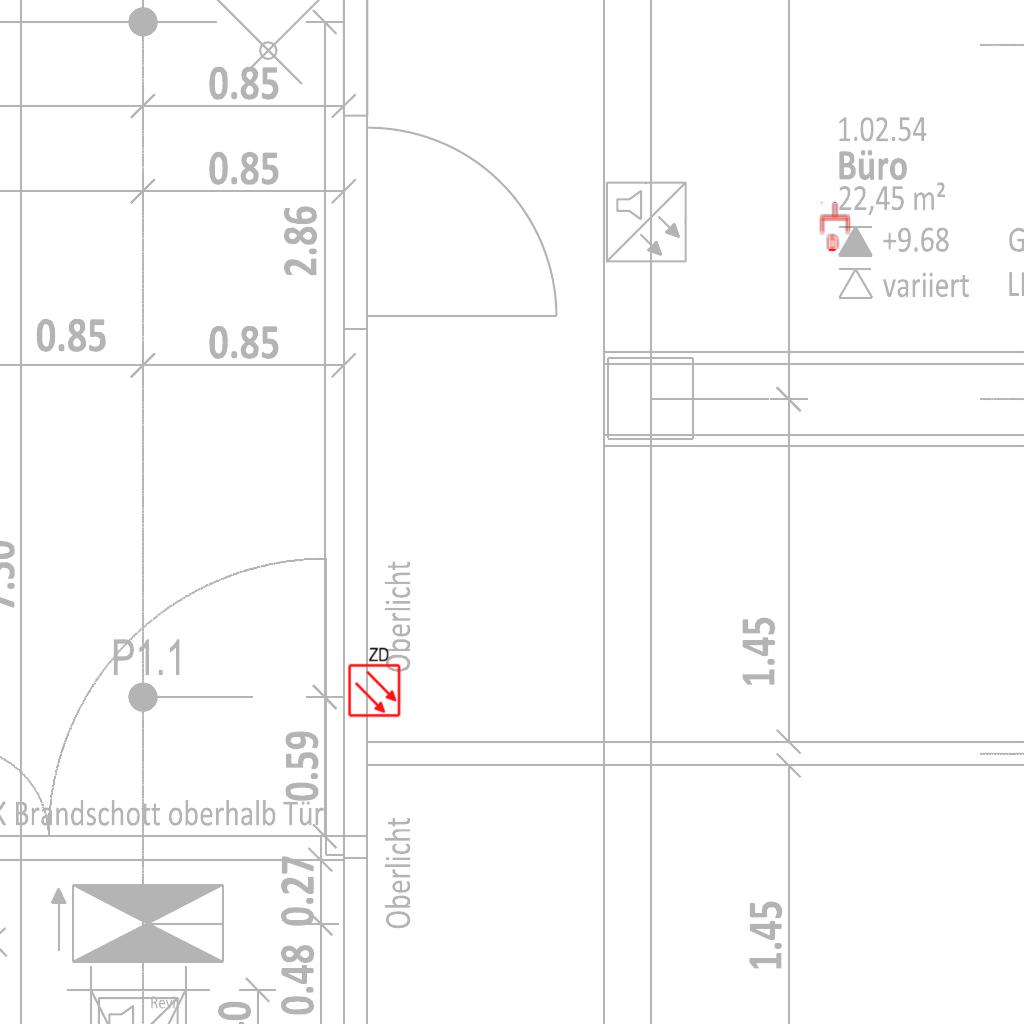 0.85
0.85
2.86
0.85
0.85
1.02.54
Büro
22,45 m²
+9.68
variiert
Oberlicht
P1.1
ZD
1.45
0.59
Brandschott oberhalb Tür
Oberlicht
0.27
0.48
1.45